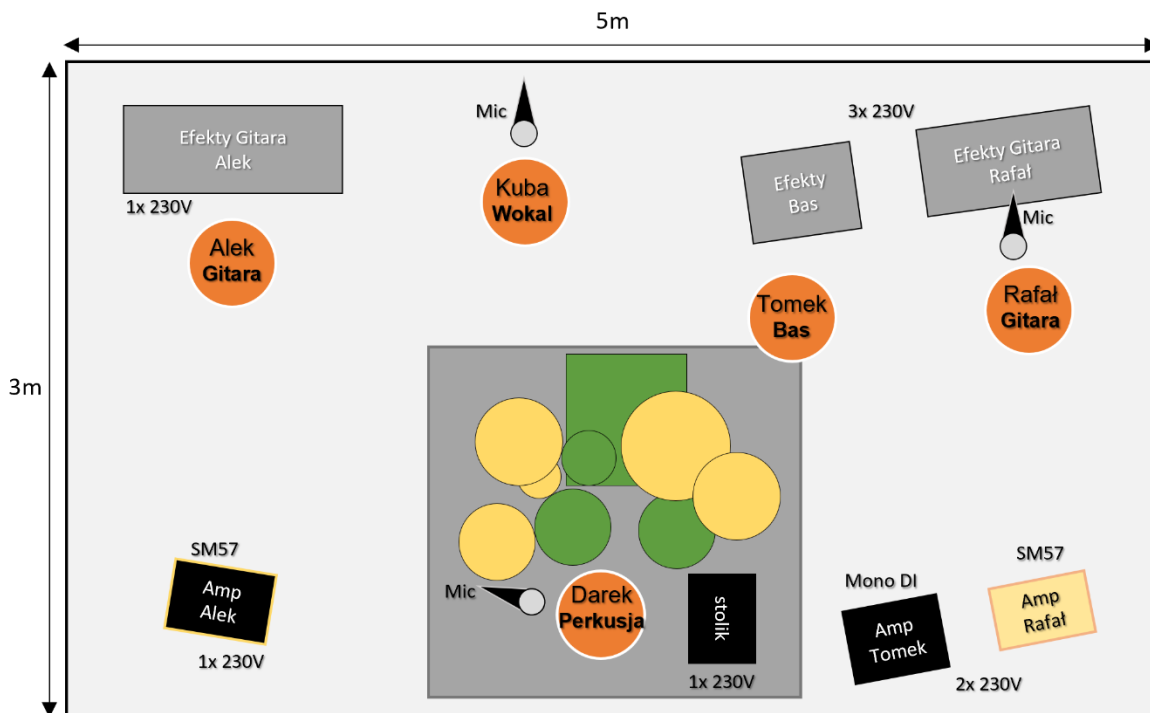 5m
3m
Efekty Gitara
Alek
1x 230V
Mic
Kuba
Wokal
3x 230V
Efekty
Bas
Efekty Gitara
Rafał
Mic
Alek
Gitara
Tomek
Bas
Rafał
Gitara
SM57
Amp
Alek
1x 230V
Mic
Darek
Perkusja
stolik
1x 230V
Mono DI
Amp
Tomek
2x 230V
SM57
Amp
Rafał